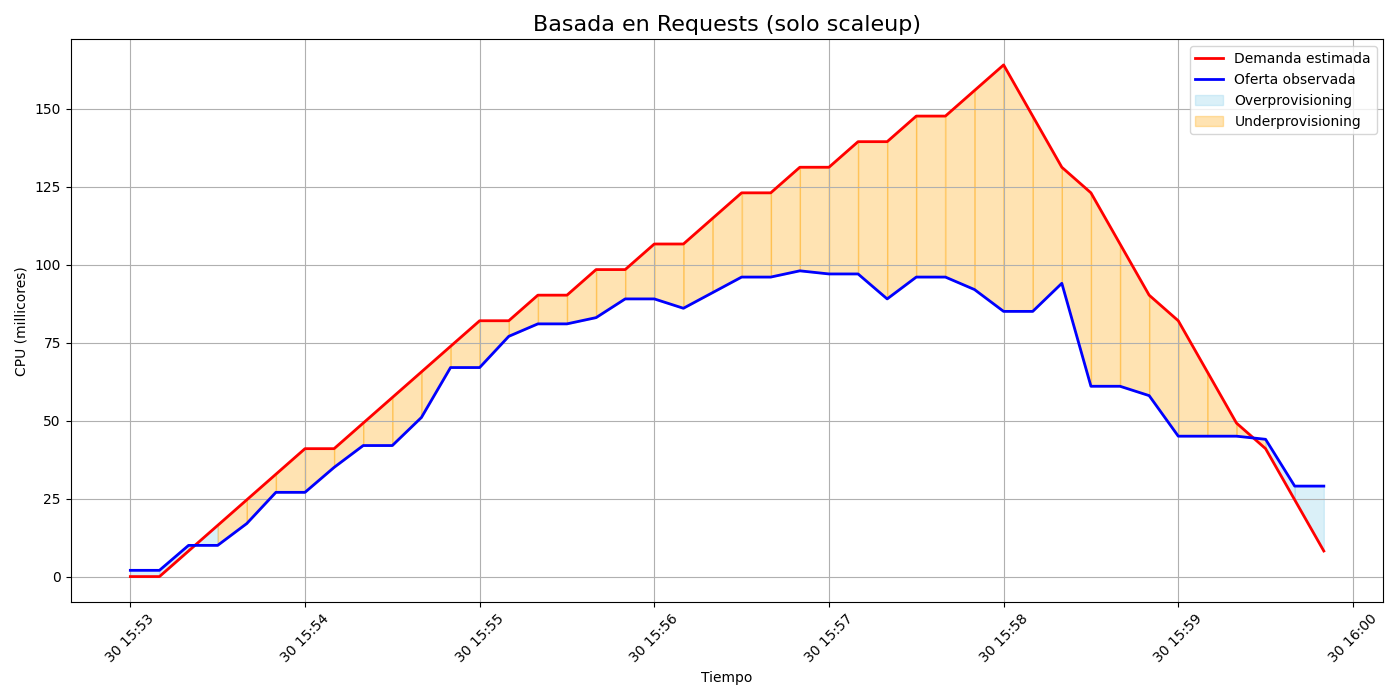 Basada en Requests (solo scaleup)
Demanda estimada
Oferta observada
Overprovisioning
Underprovisioning
CPU (millicores)
150
125
100
75
50
25
0
30 15:53
30 15:54
30 15:55
30 15:56
30 15:57
30 15:58
30 15:59
30 16:00
Tiempo